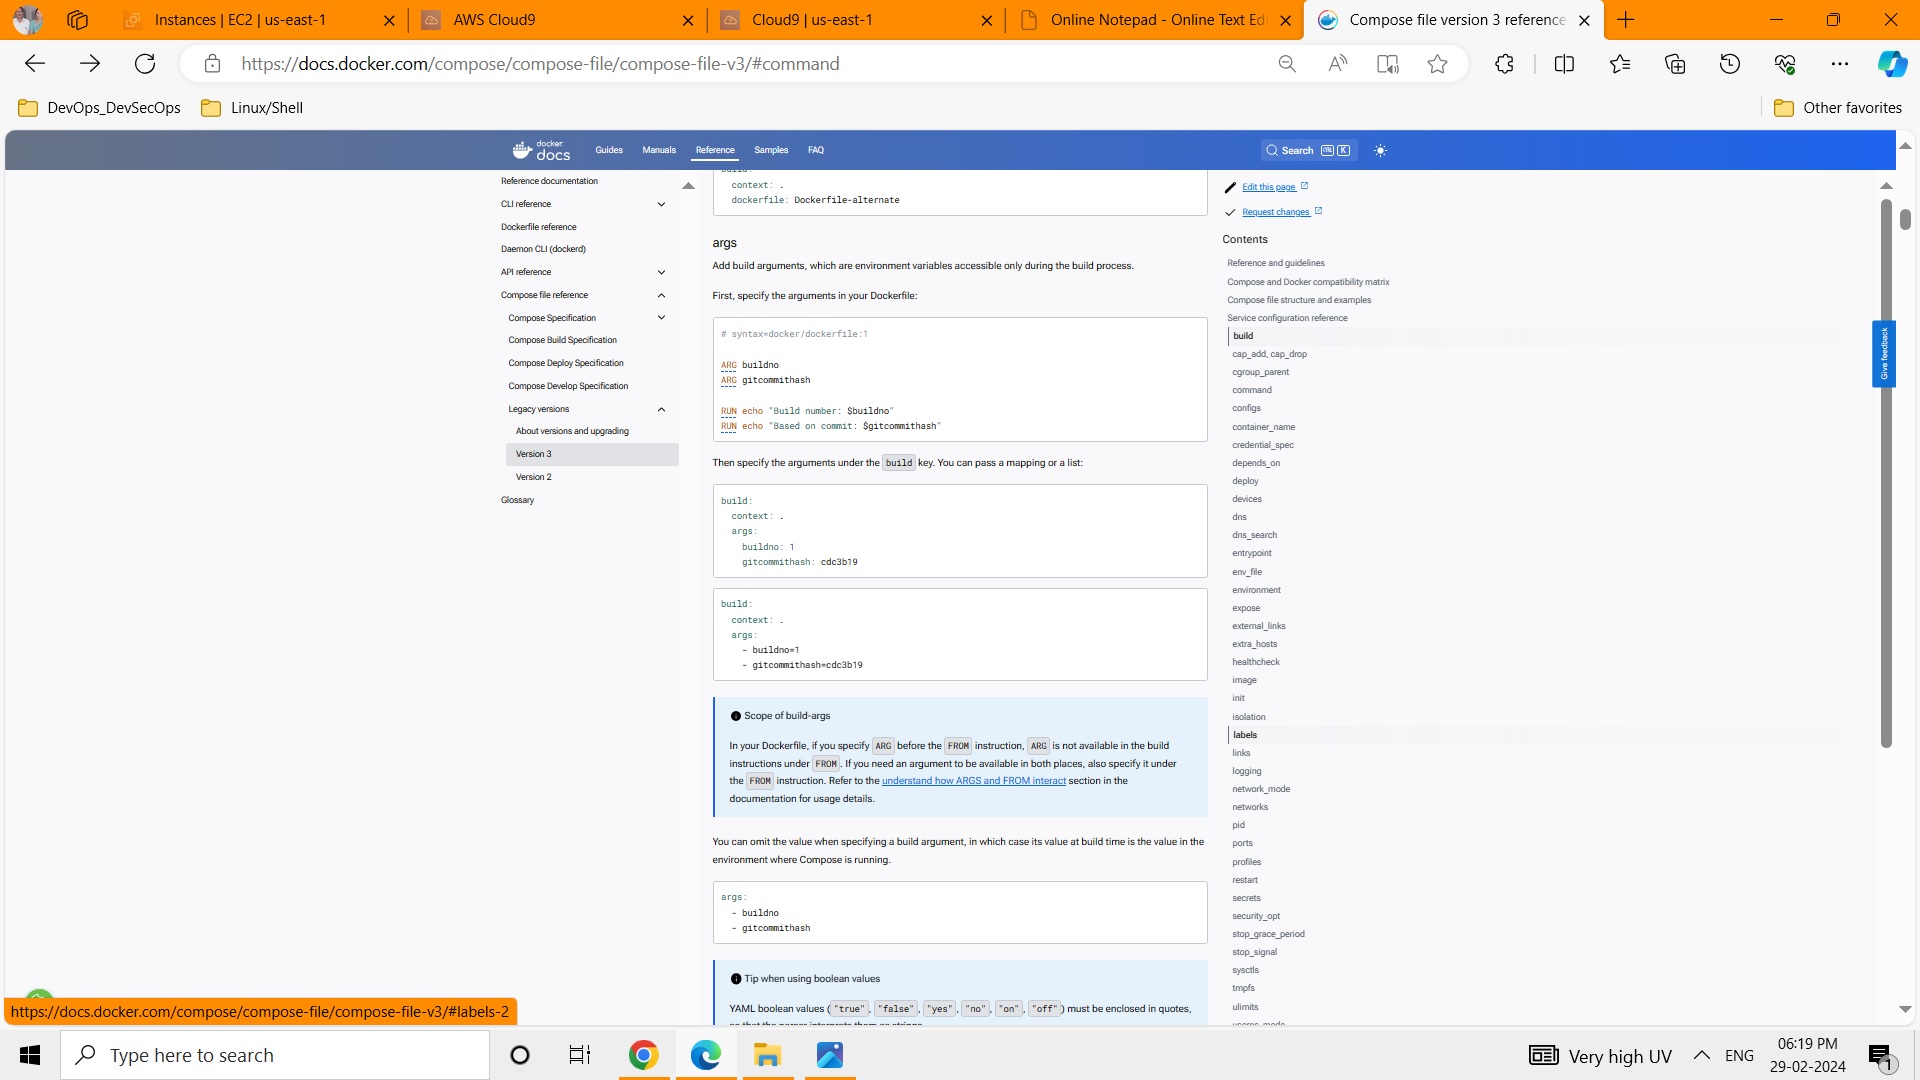 Instances | EC2 | us-east-1
AWS Cloud9
Cloud9 | us-east-1
Online Notepad - Online Text Edi
Compose file version 3 reference
https://docs.docker.com/compose/compose-file/compose-file-v3/#command
DevOps_DevSecOps
Linux/Shell
Other favorites
docker docs
Guides
Manuals
Reference
Samples
FAQ
Search
K
Reference documentation
CLI reference
Dockerfile reference
Daemon CLI (dockerd)
API reference
Compose file reference
Compose Specification
Compose Build Specification
Compose Deploy Specification
Compose Develop Specification
Legacy versions
About versions and upgrading
Version 3
Version 2
Glossary
build:
context: .
dockerfile: Dockerfile-alternate
args
Add build arguments, which are environment variables accessible only during the build process.
First, specify the arguments in your Dockerfile:
# syntax=docker/dockerfile:1
ARG buildno
ARG gitcommithash
RUN echo "Build number: $buildno"
RUN echo "Based on commit: $gitcommithash"
Then specify the arguments under the build key. You can pass a mapping or a list:
build:
context: .
args:
buildno: 1
gitcommithash: cdc3b19
build:
context: .
args:
- buildno=1
- gitcommithash=cdc3b19
Scope of build-args
In your Dockerfile, if you specify ARG before the FROM instruction, ARG is not available in the build
instructions under FROM. If you need an argument to be available in both places, also specify it under
the FROM instruction. Refer to the understand how ARGS and FROM interact section in the
documentation for usage details.
You can omit the value when specifying a build argument, in which case its value at build time is the value in the
environment where Compose is running.
args:
- buildno
- gitcommithash
Tip when using boolean values
YAML boolean values ("true", "false", "yes", "no", "on", "off") must be enclosed in quotes,
Edit this page
Request changes
Contents
Reference and guidelines
Compose and Docker compatibility matrix
Compose file structure and examples
Service configuration reference
build
cap_add, cap_drop
cgroup_parent
command
configs
container_name
credential_spec
depends_on
deploy
devices
dns
dns_search
entrypoint
env_file
environment
expose
external_links
extra_hosts
healthcheck
image
init
isolation
labels
links
logging
network_mode
networks
pid
ports
profiles
restart
secrets
security_opt
stop_grace_period
stop_signal
sysctls
tmpfs
ulimits
Give feedback
https://docs.docker.com/compose/compose-file/compose-file-v3/#labels-2
Type here to search
Very high UV
ENG
06:19 PM
29-02-2024
1